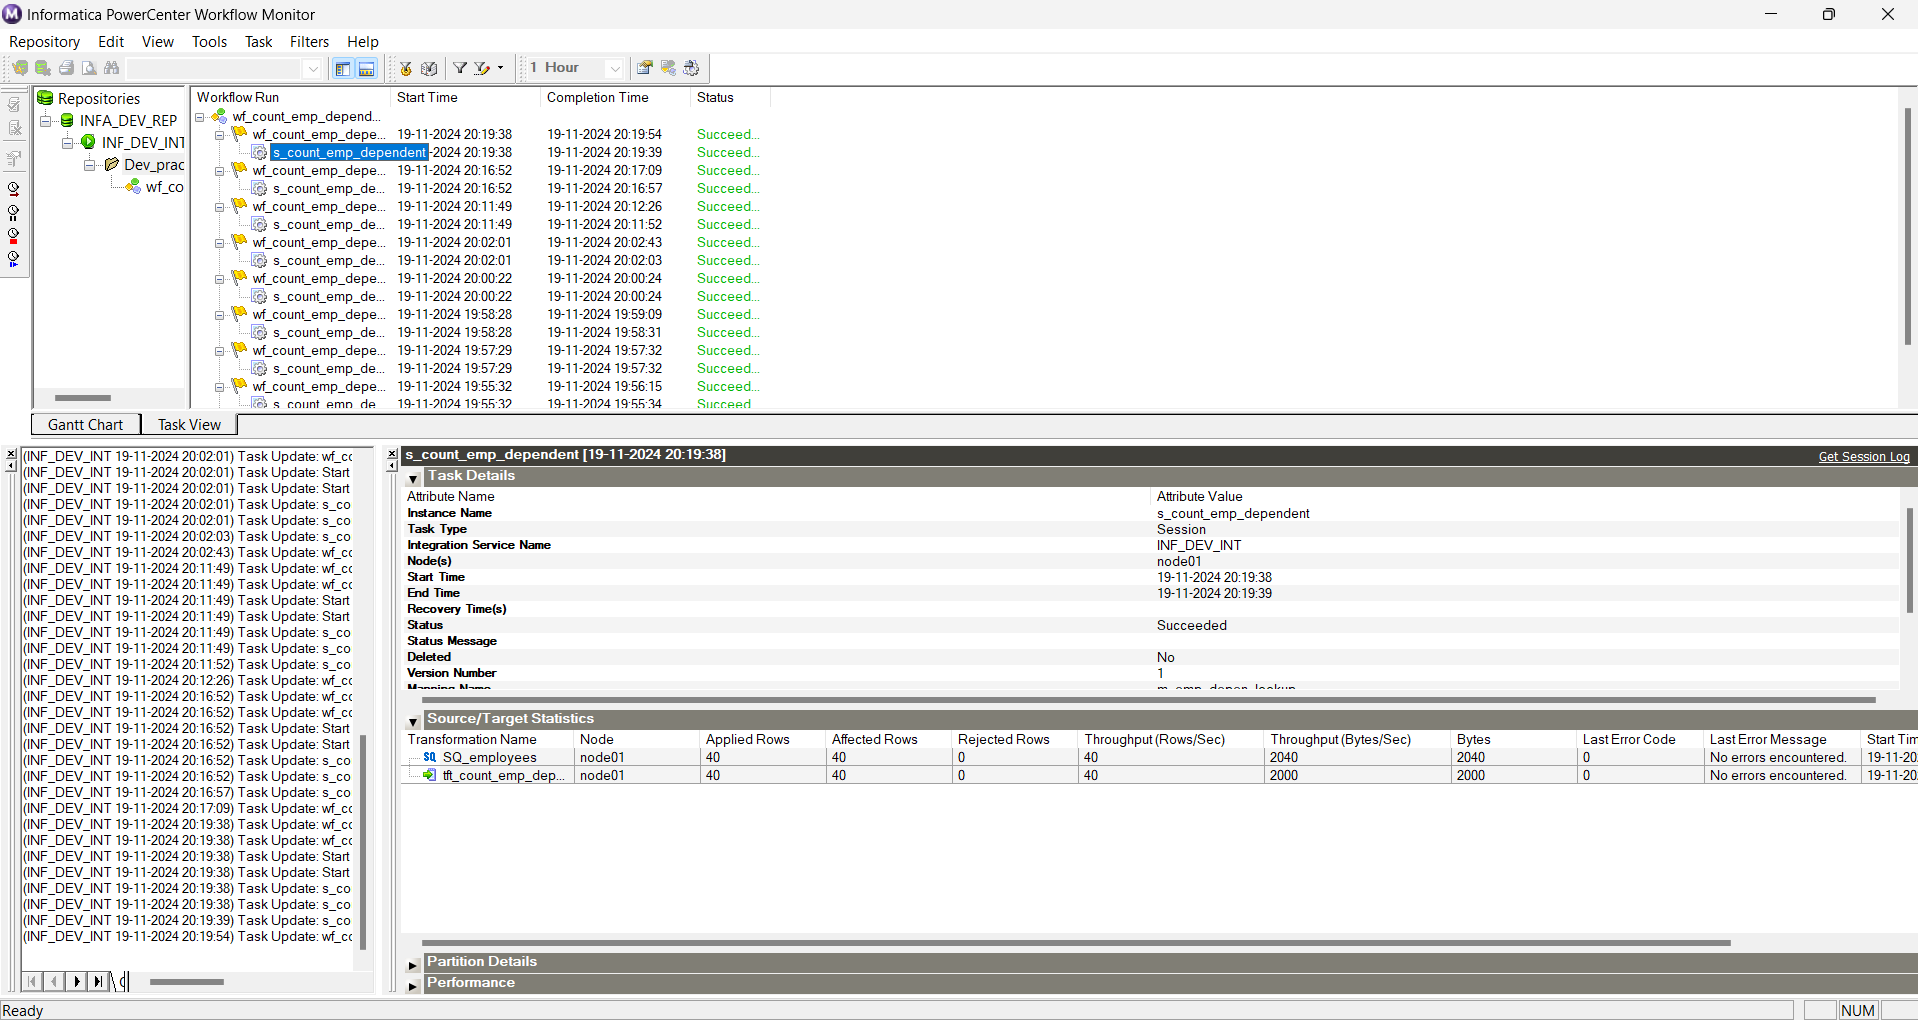 Informatica PowerCenter Workflow Monitor
Repository Edit View Tools Task Filters Help
1 Hour
Repositories
INFA_DEV_REP
INF_DEV_INT
Dev_prac
wf_co
Workflow Run Start Time Completion Time Status
wf_count_emp_depend...
wf_count_emp_depe... 19-11-2024 20:19:38 19-11-2024 20:19:54 Succeed...
s_count_emp_dependent -2024 20:19:38 19-11-2024 20:19:39 Succeed...
wf_count_emp_depe... 19-11-2024 20:16:52 19-11-2024 20:17:09 Succeed...
s_count_emp_de... 19-11-2024 20:16:52 19-11-2024 20:16:57 Succeed...
wf_count_emp_depe... 19-11-2024 20:11:49 19-11-2024 20:12:26 Succeed...
s_count_emp_de... 19-11-2024 20:11:49 19-11-2024 20:11:52 Succeed...
wf_count_emp_depe... 19-11-2024 20:02:01 19-11-2024 20:02:43 Succeed...
s_count_emp_de... 19-11-2024 20:02:01 19-11-2024 20:02:03 Succeed...
wf_count_emp_depe... 19-11-2024 20:00:22 19-11-2024 20:00:24 Succeed...
s_count_emp_de... 19-11-2024 20:00:22 19-11-2024 20:00:24 Succeed...
wf_count_emp_depe... 19-11-2024 19:58:28 19-11-2024 19:59:09 Succeed...
s_count_emp_de... 19-11-2024 19:58:28 19-11-2024 19:58:31 Succeed...
wf_count_emp_depe... 19-11-2024 19:57:29 19-11-2024 19:57:32 Succeed...
s_count_emp_de... 19-11-2024 19:57:29 19-11-2024 19:57:32 Succeed...
wf_count_emp_depe... 19-11-2024 19:55:32 19-11-2024 19:56:15 Succeed...
s_count_emp_de 19-11-2024 19:55:32 19-11-2024 19:55:34 Succeed
Gantt Chart Task View
(INF_DEV_INT 19-11-2024 20:02:01) Task Update: wf_cc
(INF_DEV_INT 19-11-2024 20:02:01) Task Update: Start
(INF_DEV_INT 19-11-2024 20:02:01) Task Update: Start
(INF_DEV_INT 19-11-2024 20:02:01) Task Update: s_co
(INF_DEV_INT 19-11-2024 20:02:01) Task Update: s_co
(INF_DEV_INT 19-11-2024 20:02:03) Task Update: s_co
(INF_DEV_INT 19-11-2024 20:02:43) Task Update: wf_cc
(INF_DEV_INT 19-11-2024 20:11:49) Task Update: wf_cc
(INF_DEV_INT 19-11-2024 20:11:49) Task Update: wf_cc
(INF_DEV_INT 19-11-2024 20:11:49) Task Update: Start
(INF_DEV_INT 19-11-2024 20:11:49) Task Update: Start
(INF_DEV_INT 19-11-2024 20:11:49) Task Update: s_co
(INF_DEV_INT 19-11-2024 20:11:49) Task Update: s_co
(INF_DEV_INT 19-11-2024 20:11:52) Task Update: s_co
(INF_DEV_INT 19-11-2024 20:12:26) Task Update: wf_cc
(INF_DEV_INT 19-11-2024 20:16:52) Task Update: wf_cc
(INF_DEV_INT 19-11-2024 20:16:52) Task Update: wf_cc
(INF_DEV_INT 19-11-2024 20:16:52) Task Update: Start
(INF_DEV_INT 19-11-2024 20:16:52) Task Update: Start
(INF_DEV_INT 19-11-2024 20:16:52) Task Update: s_co
(INF_DEV_INT 19-11-2024 20:16:52) Task Update: s_co
(INF_DEV_INT 19-11-2024 20:16:57) Task Update: s_co
(INF_DEV_INT 19-11-2024 20:17:09) Task Update: wf_cc
(INF_DEV_INT 19-11-2024 20:19:38) Task Update: wf_cc
(INF_DEV_INT 19-11-2024 20:19:38) Task Update: wf_cc
(INF_DEV_INT 19-11-2024 20:19:38) Task Update: Start
(INF_DEV_INT 19-11-2024 20:19:38) Task Update: Start
(INF_DEV_INT 19-11-2024 20:19:38) Task Update: s_co
(INF_DEV_INT 19-11-2024 20:19:38) Task Update: s_co
(INF_DEV_INT 19-11-2024 20:19:39) Task Update: s_co
(INF_DEV_INT 19-11-2024 20:19:54) Task Update: wf_cc
s_count_emp_dependent [19-11-2024 20:19:38] Get Session Log
Task Details
Attribute Name Attribute Value
Instance Name s_count_emp_dependent
Task Type Session
Integration Service Name INF_DEV_INT
Node(s) node01
Start Time 19-11-2024 20:19:38
End Time 19-11-2024 20:19:39
Recovery Time(s)
Status Succeeded
Status Message
Deleted No
Version Number 1
Mapping Name m_emp_depen_lookup
Source/Target Statistics
Transformation Name Node Applied Rows Affected Rows Rejected Rows Throughput (Rows/Sec) Throughput (Bytes/Sec) Bytes Last Error Code Last Error Message Start Tim
SQ SQ_employees node01 40 40 0 40 2040 2040 0 No errors encountered. 19-11-20
tft_count_emp_dep... node01 40 40 0 40 2000 2000 0 No errors encountered. 19-11-20
Partition Details
Performance
Ready NUM